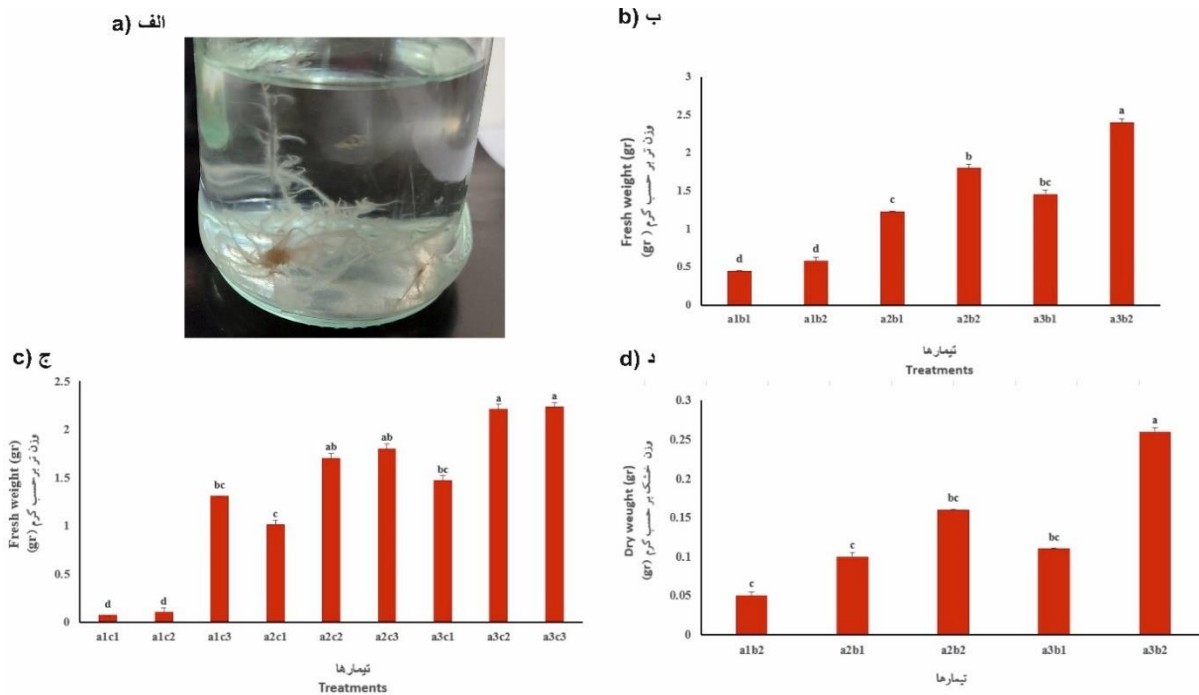 a) الف
b) ب
3
2.5
2
1.5
1
0.5
0
Fresh weight (gr)
وزن تر بر حسب گرم ( gr)
d
d
c
b
bc
a
a1b1 a1b2 a2b1 a2b2 a3b1 a3b2
تیمارها
Treatments
c) ج
2.5
2
1.5
1
0.5
0
Fresh weight (gr)
وزن تر برحسب گرم ( gr)
d
d
bc
c
ab
ab
bc
a
a
a1c1 a1c2 a1c3 a2c1 a2c2 a2c3 a3c1 a3c2 a3c3
تیمارها
Treatments
d) د
0.3
0.25
0.2
0.15
0.1
0.05
0
Dry weught (gr)
وزن خشک بر حسب گرم (gr)
c
c
bc
bc
a
a1b2 a2b1 a2b2 a3b1 a3b2
تیمارها